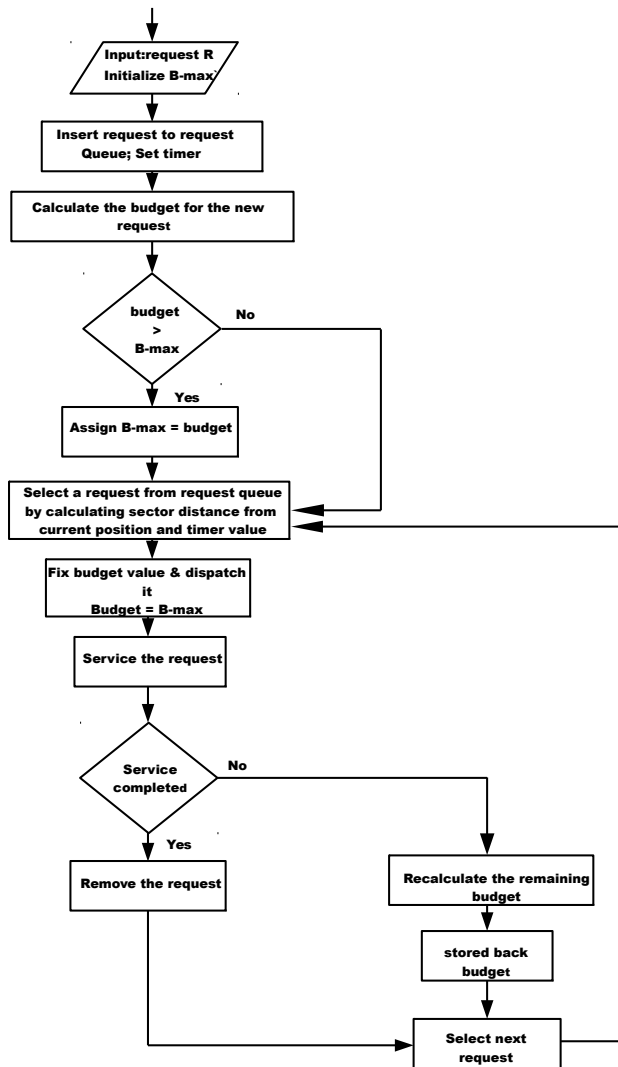 Input:request R
Initialize B-max
Insert request to request
Queue; Set timer
Calculate the budget for the new
request
budget
>
B-max
No
Yes
Assign B-max = budget
Select a request from request queue
by calculating sector distance from
current position and timer value
Fix budget value & dispatch
it
Budget = B-max
Service the request
Service
completed
No
Yes
Remove the request
Recalculate the remaining
budget
stored back
budget
Select next
request